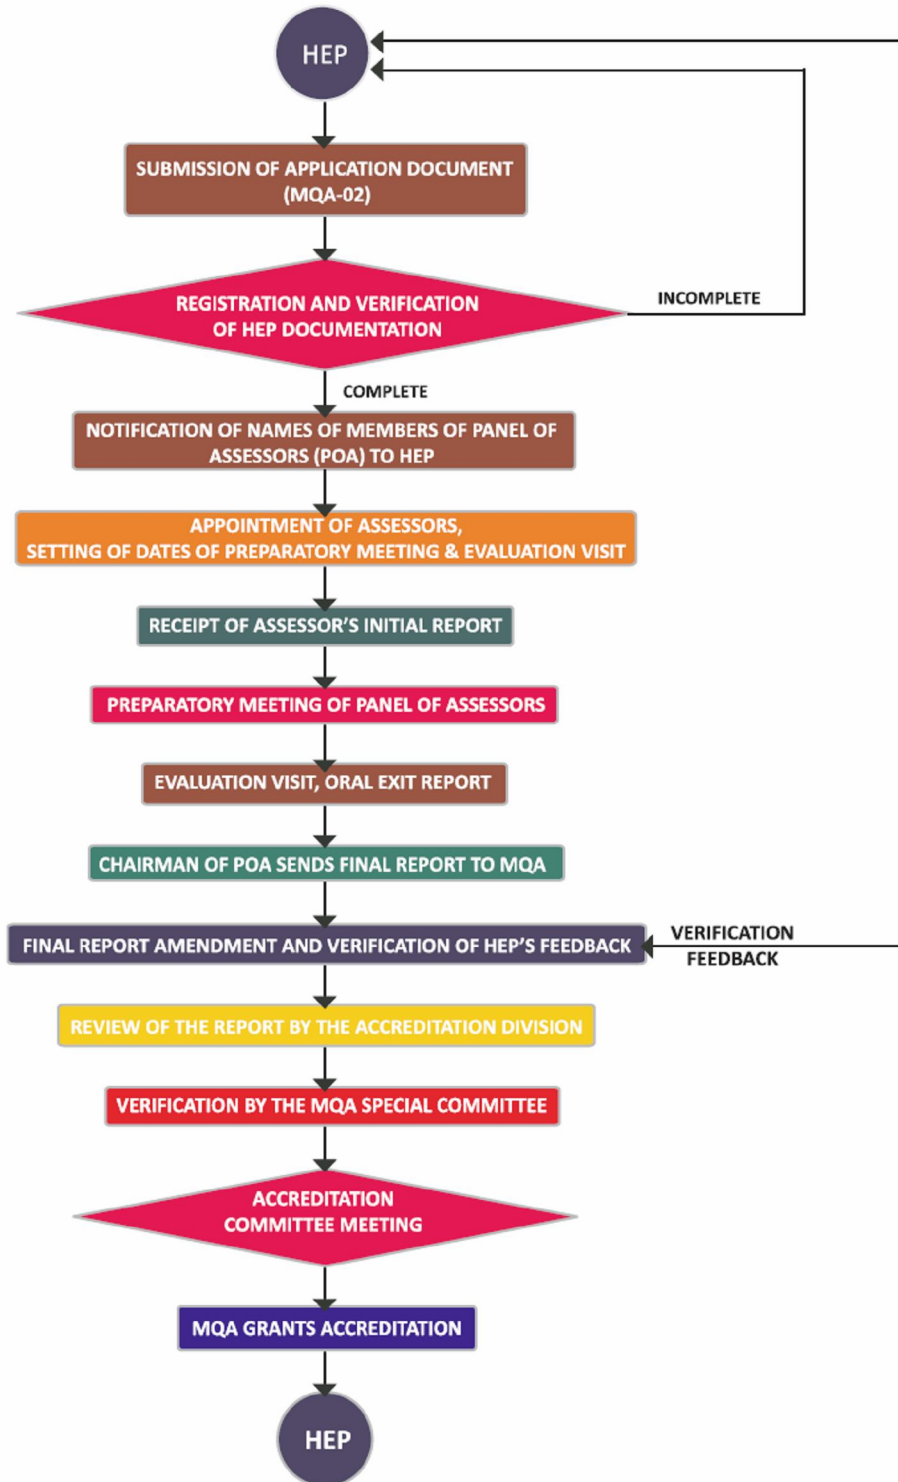 HEP
SUBMISSION OF APPLICATION DOCUMENT
(MQA-02)
REGISTRATION AND VERIFICATION
OF HEP DOCUMENTATION
INCOMPLETE
COMPLETE
NOTIFICATION OF NAMES OF MEMBERS OF PANEL OF
ASSESSORS (POA) TO HEP
APPOINTMENT OF ASSESSORS,
SETTING OF DATES OF PREPARATORY MEETING & EVALUATION VISIT
RECEIPT OF ASSESSOR'S INITIAL REPORT
PREPARATORY MEETING OF PANEL OF ASSESSORS
EVALUATION VISIT, ORAL EXIT REPORT
CHAIRMAN OF POA SENDS FINAL REPORT TO MQA
FINAL REPORT AMENDMENT AND VERIFICATION OF HEP'S FEEDBACK
VERIFICATION
FEEDBACK
REVIEW OF THE REPORT BY THE ACCREDITATION DIVISION
VERIFICATION BY THE MQA SPECIAL COMMITTEE
ACCREDITATION
COMMITTEE MEETING
MQA GRANTS ACCREDITATION
HEP